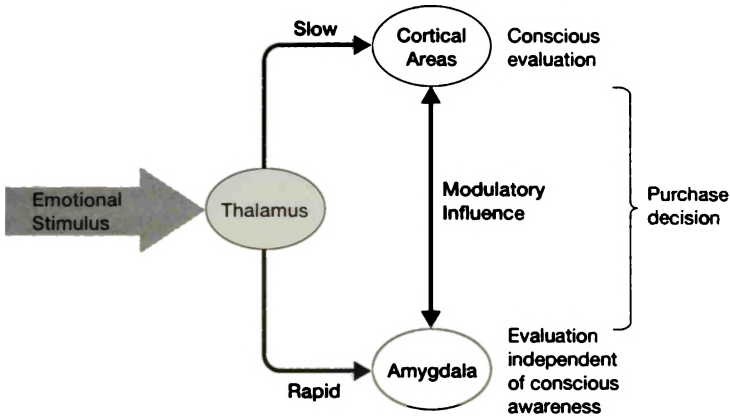 Slow
Cortical
Areas
Conscious
evaluation
Emotional
Stimulus
Thalamus
Modulatory
Influence
Purchase
decision
Rapid
Amygdala
Evaluation
independent
of conscious
awareness